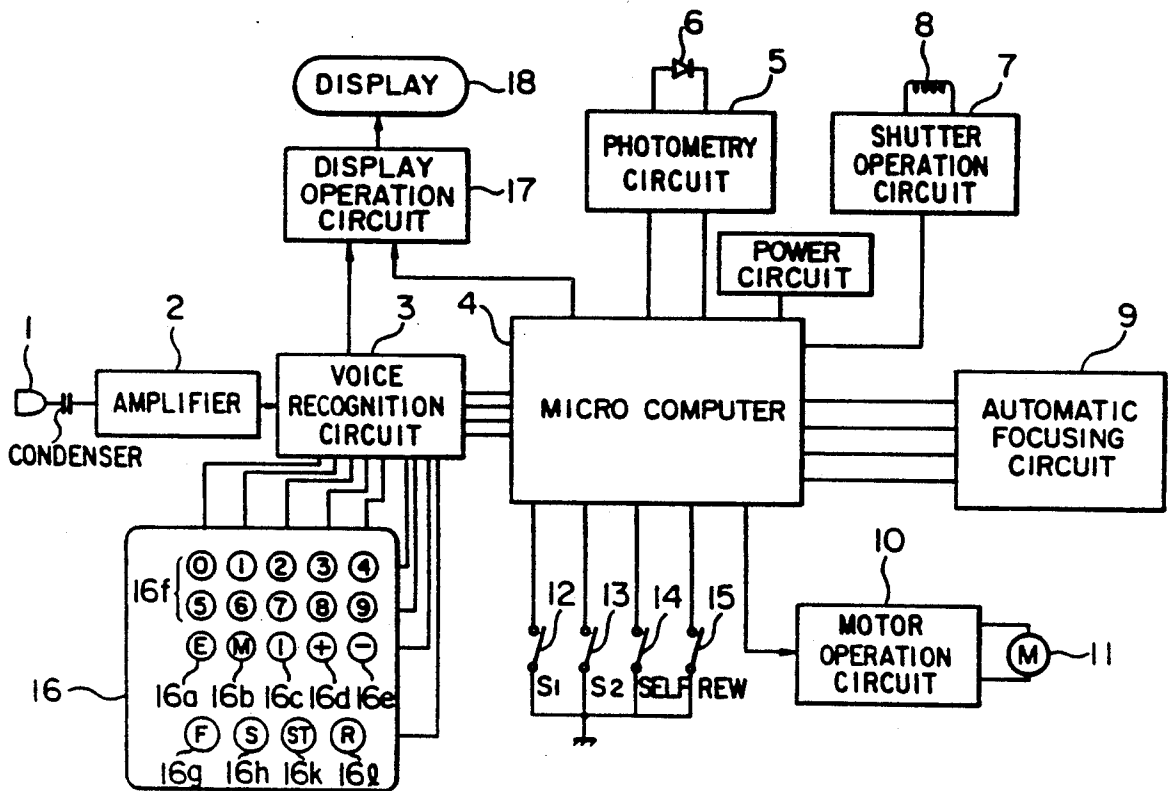 6
8
DISPLAY
18
5
7
PHOTOMETRY
CIRCUIT
SHUTTER
OPERATION
CIRCUIT
DISPLAY
OPERATION
CIRCUIT
17
POWER
CIRCUIT
1
2
3
4
9
AMPLIFIER
VOICE
RECOGNITION
CIRCUIT
MICRO COMPUTER
AUTOMATIC
FOCUSING
CIRCUIT
CONDENSER
16f
0 1 2 3 4
5 6 7 8 9
E M I + −
16a 16b 16c 16d 16e
16
F S ST R
16g 16h 16k 16l
12 13 14 15
S1 S2 SELF REW
10
MOTOR
OPERATION
CIRCUIT
M
11